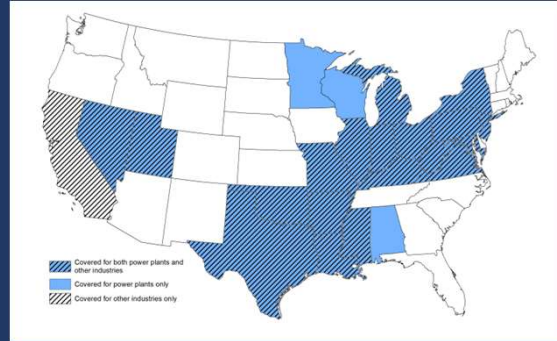 Covered for both power plants and
other industries
Covered for power plants only
Covered for other industries only